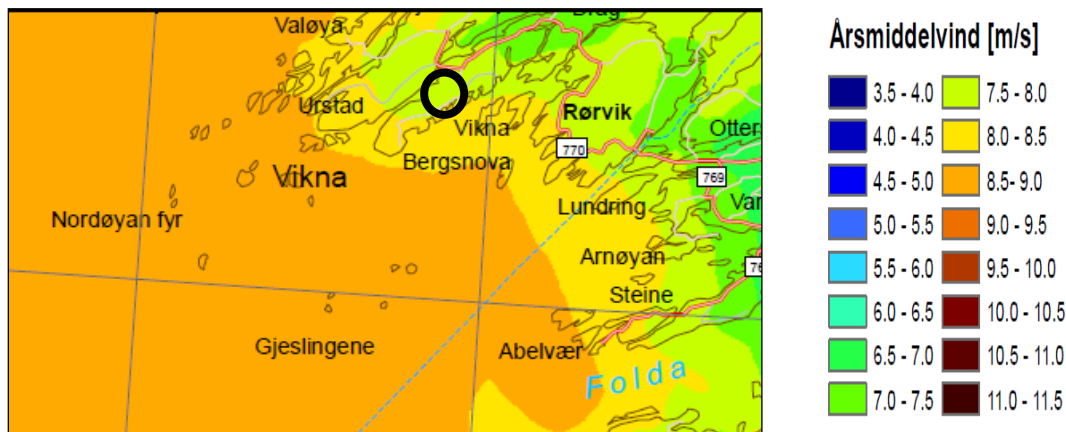 Valøya
Drag
Urstad
Vikna
Rørvik
Otter
770
Bergsnova
Vikna
769
Nordøyan fyr
Lundring
Var
Arnøyan
76
Steine
Gjeslingene
Abelvær
Folda
Årsmiddelvind [m/s]
3.5 - 4.0
4.0 - 4.5
4.5 - 5.0
5.0 - 5.5
5.5 - 6.0
6.0 - 6.5
6.5 - 7.0
7.0 - 7.5
7.5 - 8.0
8.0 - 8.5
8.5- 9.0
9.0 - 9.5
9.5 - 10.0
10.0 - 10.5
10.5 - 11.0
11.0 - 11.5